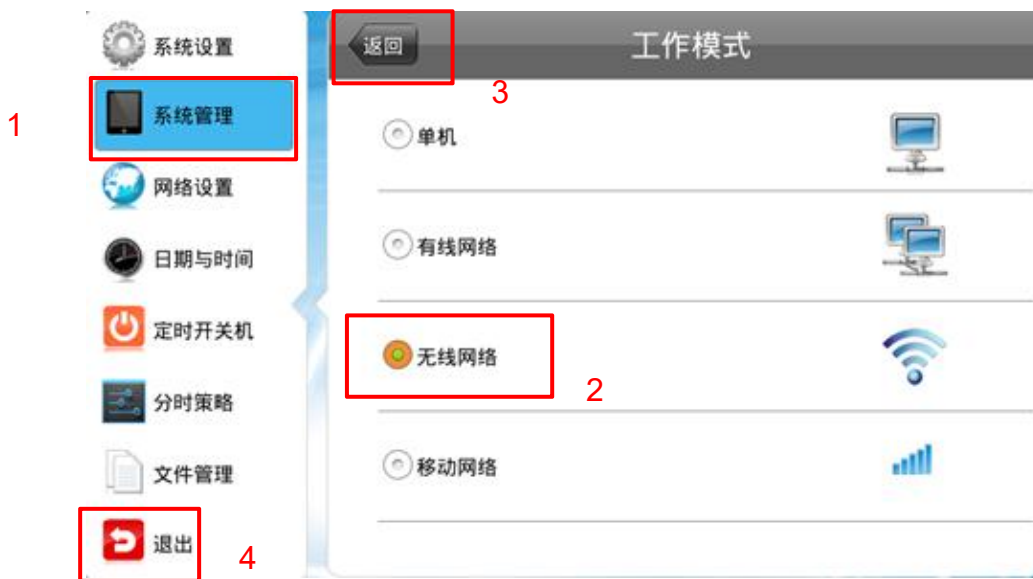 系统设置
1
系统管理
网络设置
日期与时间
定时开关机
分时策略
文件管理
退出
4
返回
工作模式
3
单机
有线网络
无线网络
2
移动网络